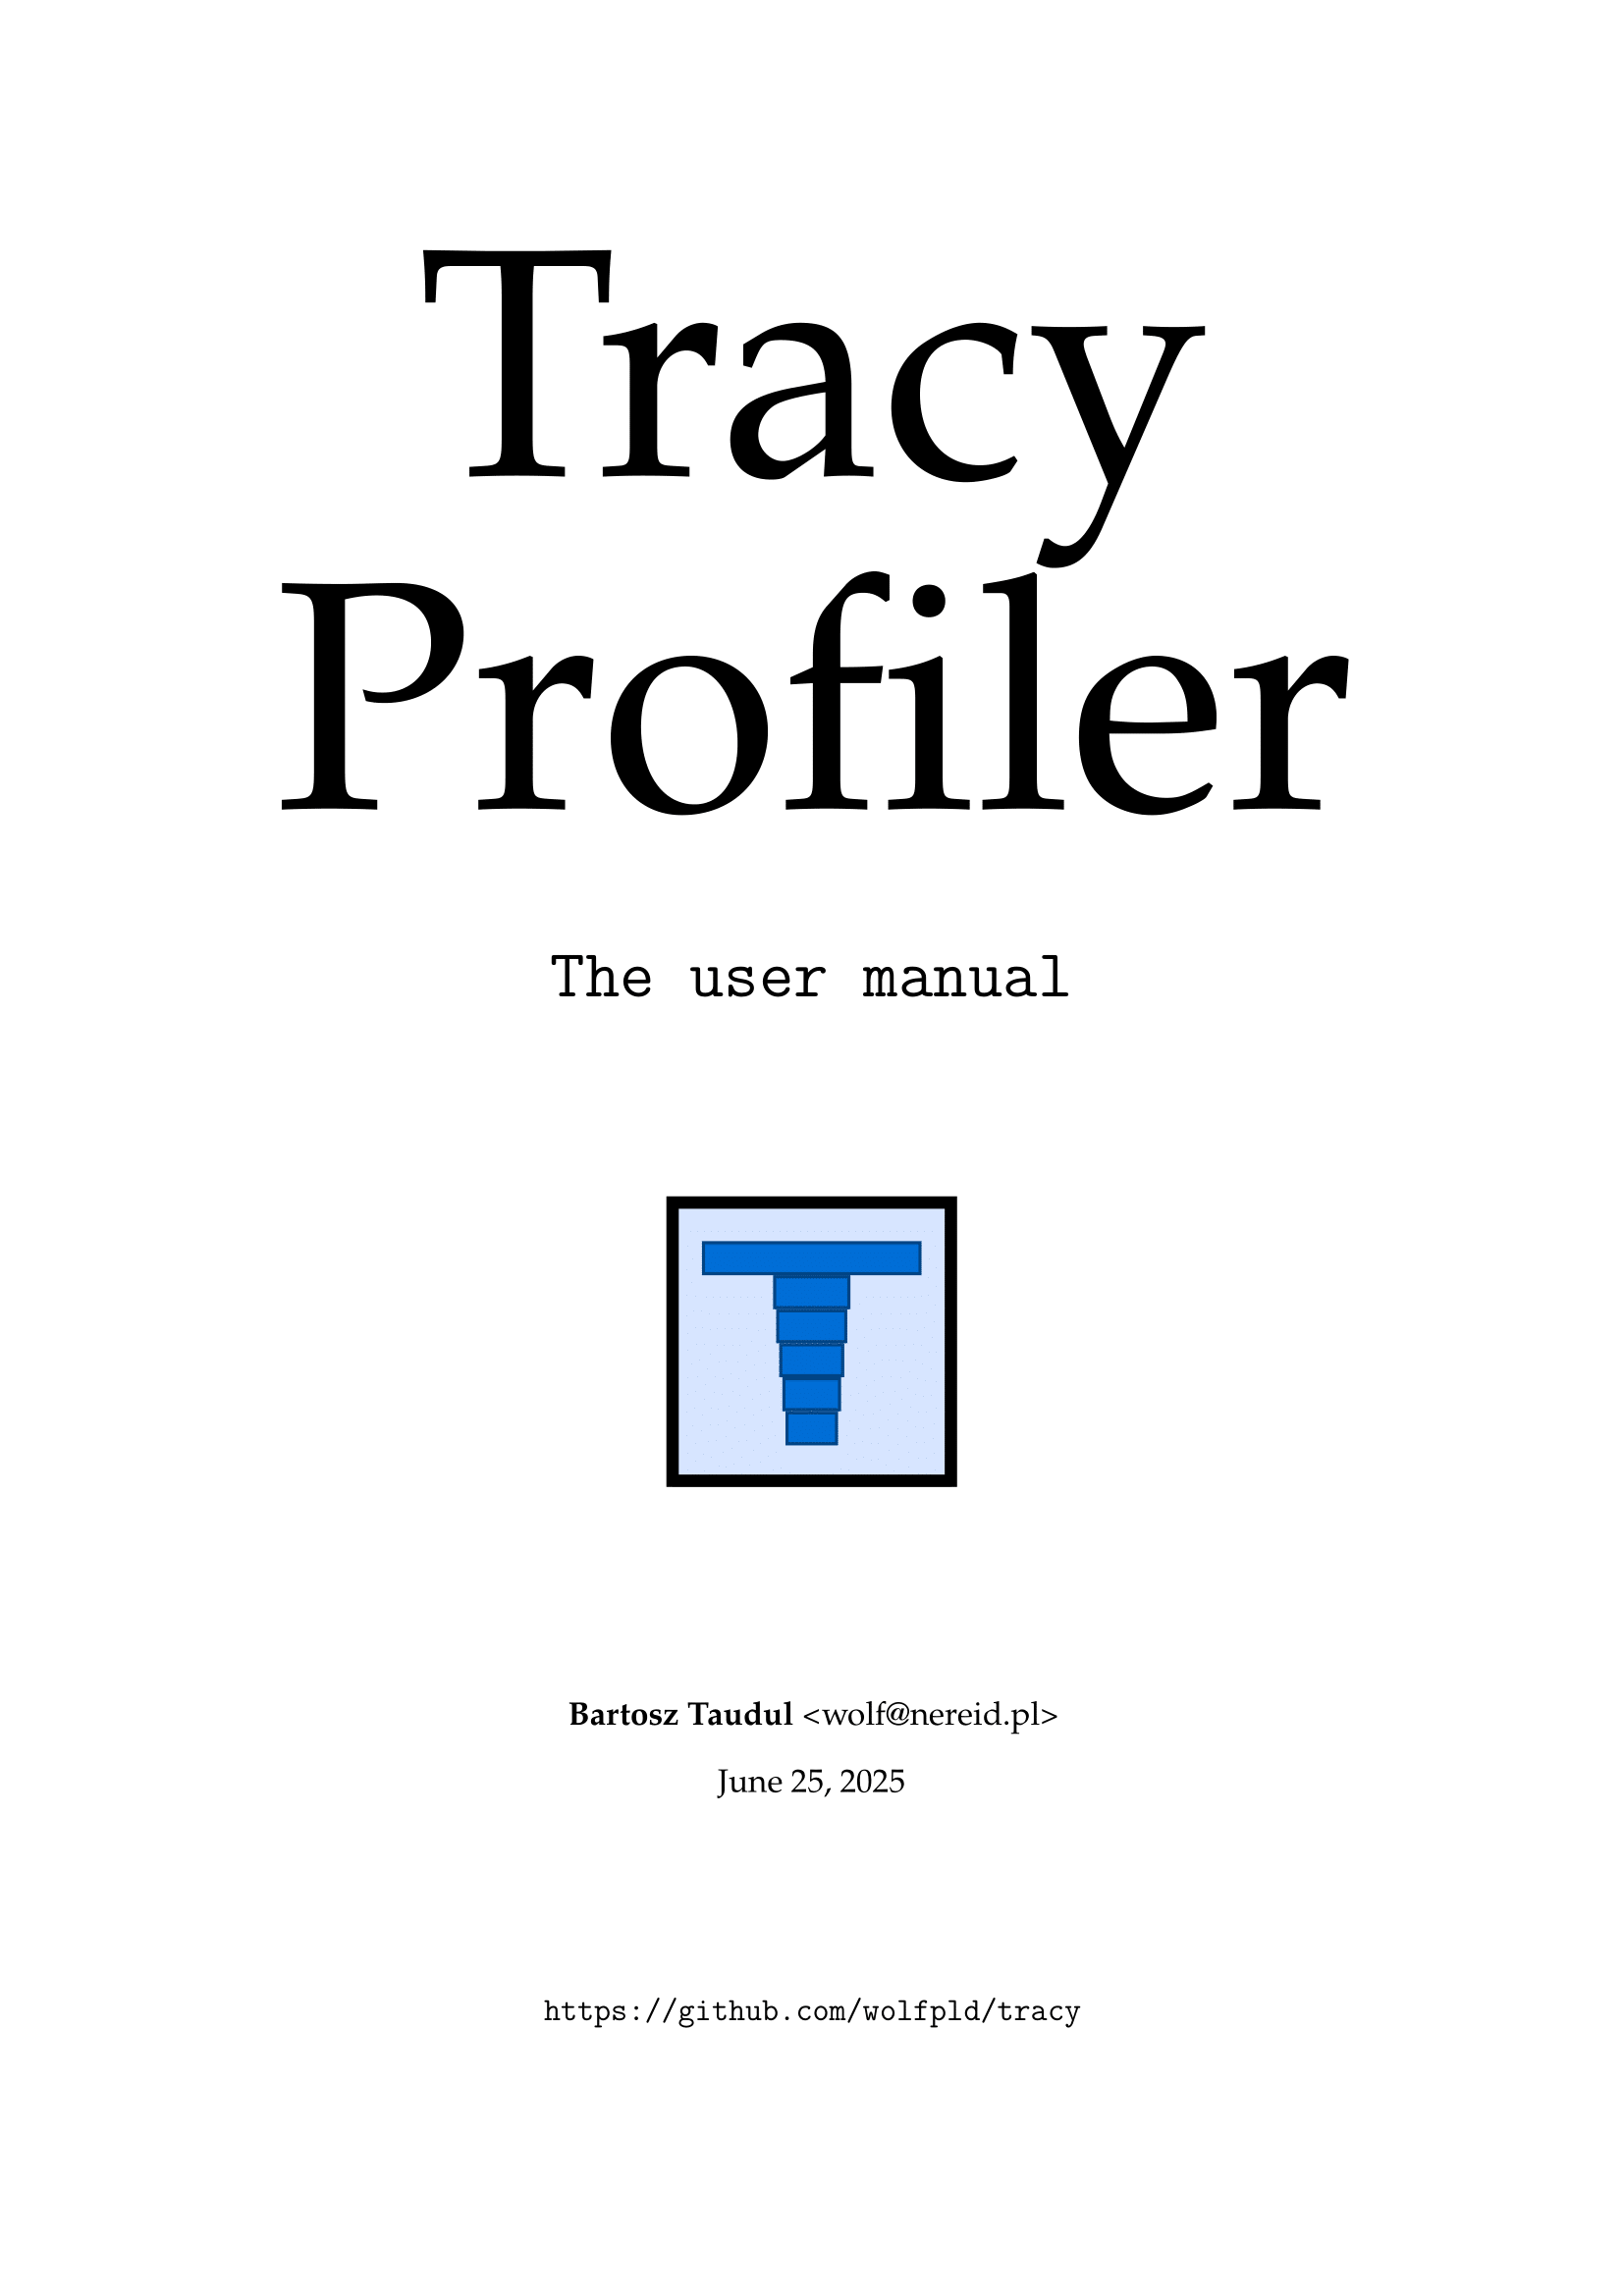 Tracy
Profiler
The user manual
Bartosz Taudul <wolf@nereid.pl>
June 25, 2025
https://github.com/wolfpld/tracy